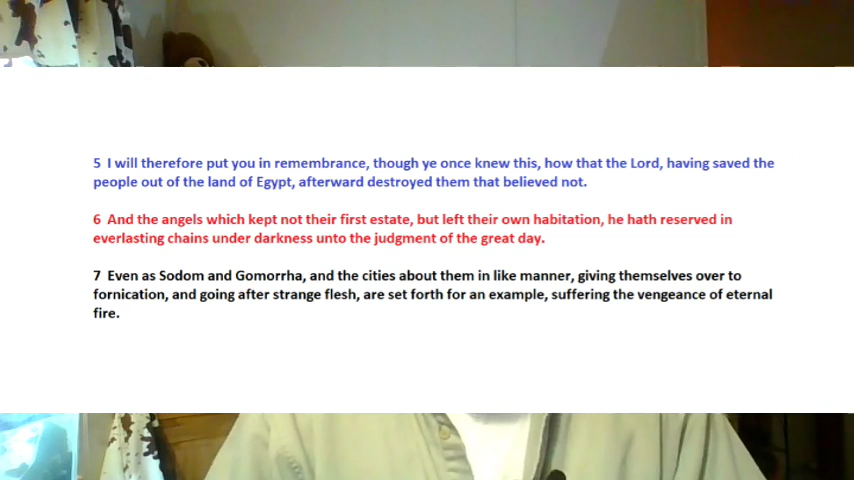 5 I will therefore put you in remembrance, though ye once knew this, how that the Lord, having saved the
people out of the land of Egypt, afterward destroyed them that believed not.
6 And the angels which kept not their first estate, but left their own habitation, he hath reserved in
everlasting chains under darkness unto the judgment of the great day.
7 Even as Sodom and Gomorrha, and the cities about them in like manner, giving themselves over to
fornication, and going after strange flesh, are set forth for an example, suffering the vengeance of eternal
fire.